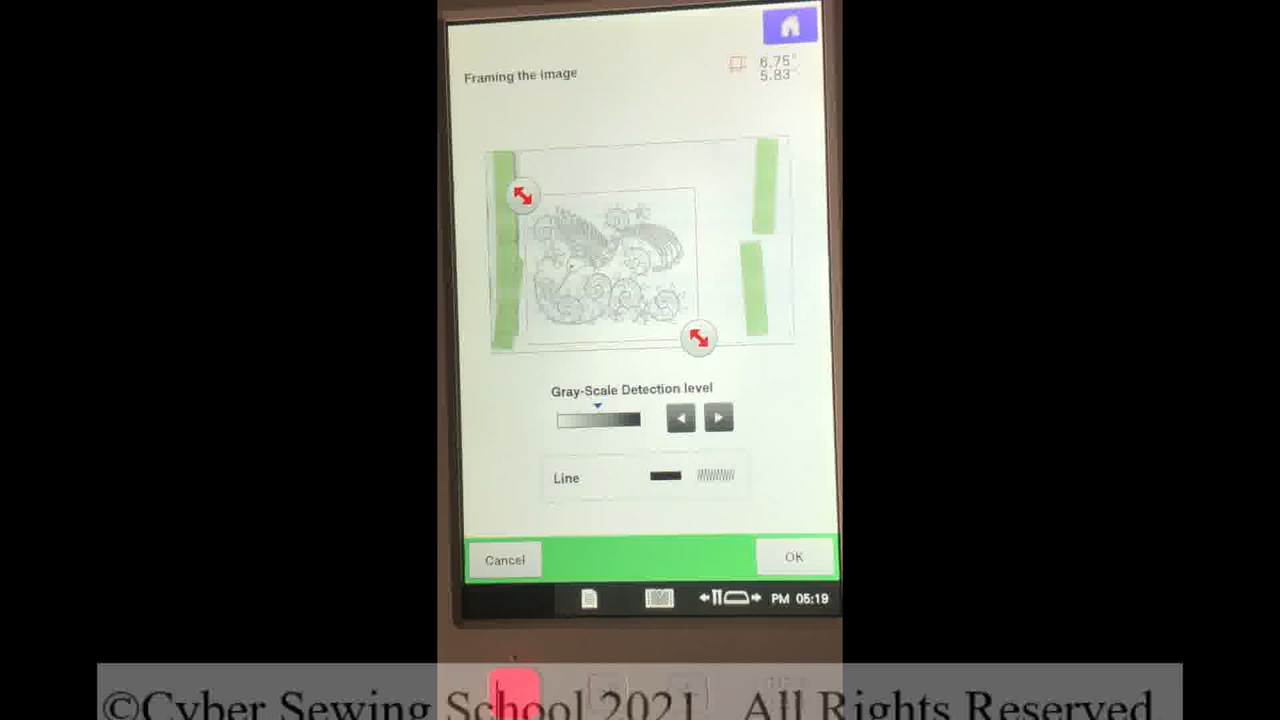 Framing the image
6.75"
5.83"
Gray-Scale Detection level
Line
Cancel
OK
PM 05:19
©Cyber Sewing School 2021 All Rights Reserved